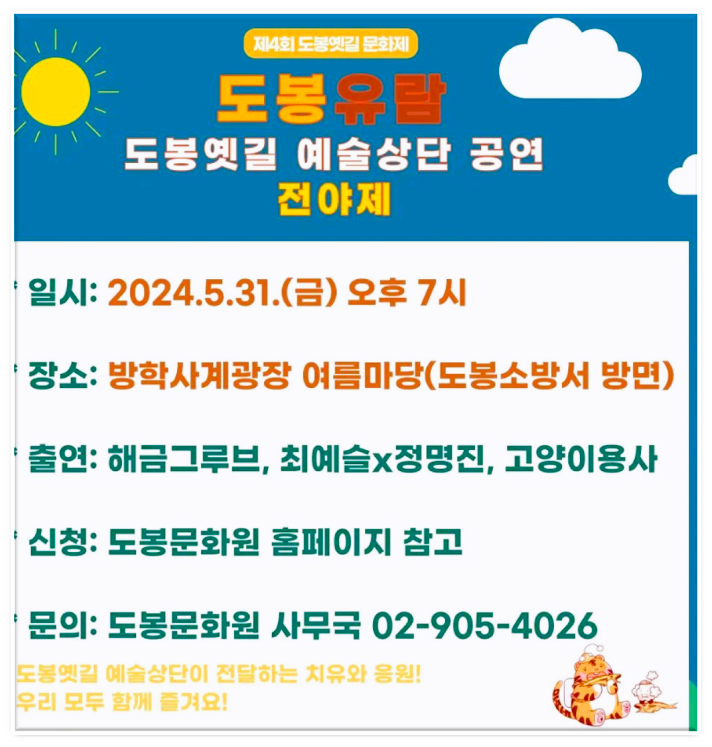 제4회 도봉옛길 문화제
도봉유람
도봉옛길 예술상단 공연
전야제
* 일시: 2024.5.31.(금) 오후 7시
* 장소: 방학사계광장 여름마당(도봉소방서 방면)
* 출연: 해금그루브, 최예슬x정명진, 고양이용사
* 신청: 도봉문화원 홈페이지 참고
* 문의: 도봉문화원 사무국 02-905-4026
도봉옛길 예술상단이 전달하는 치유와 응원!
우리 모두 함께 즐겨요!